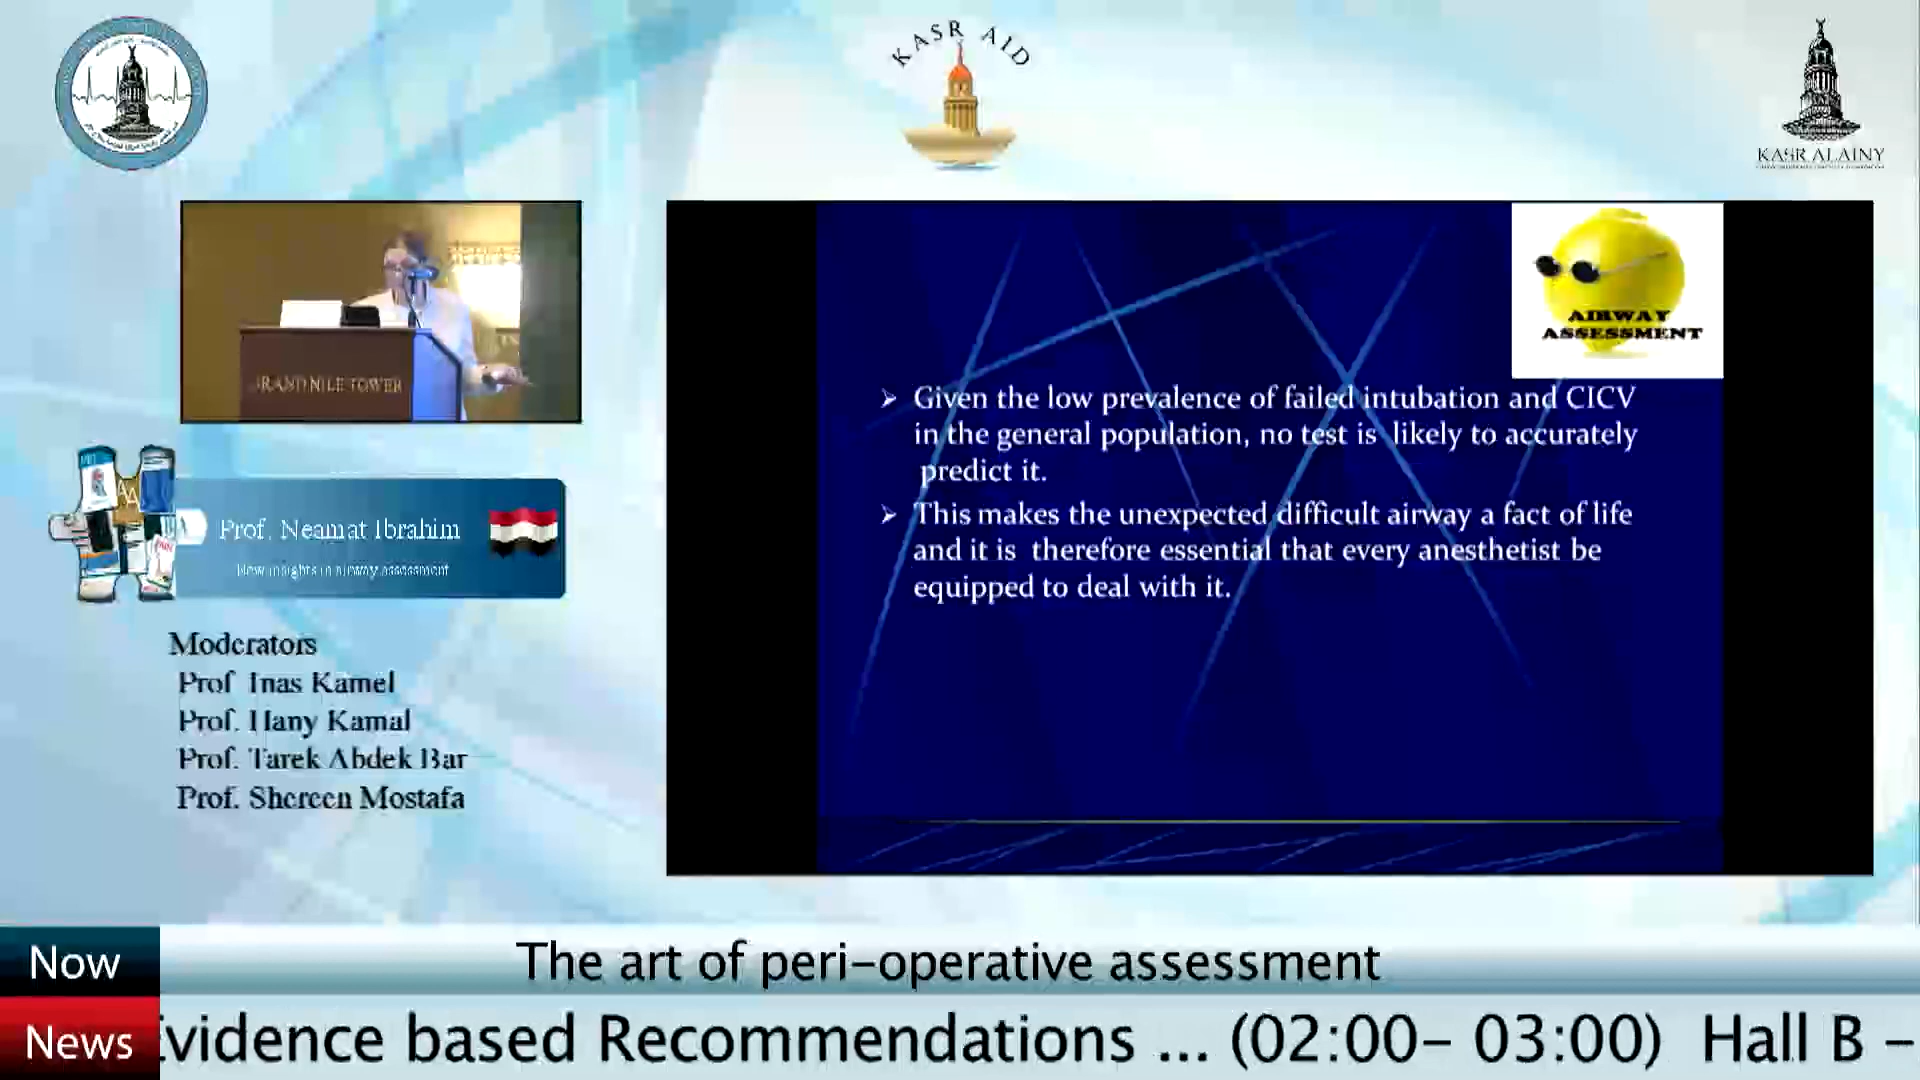 KASR AID
KASR ALAINY
AIRWAY
ASSESSMENT
Given the low prevalence of failed intubation and CICV
in the general population, no test is likely to accurately
predict it.
This makes the unexpected difficult airway a fact of life
and it is therefore essential that every anesthetist be
equipped to deal with it.
GRAND NILE TOWER
Prof. Neamat Ibrahim
New insights in airway assessment
Moderators
Prof Inas Kamel
Prof. Hany Kamal
Prof. Tarek Abdek Bar
Prof. Shereen Mostafa
Now
The art of peri-operative assessment
News
Evidence based Recommendations ... (02:00- 03:00) Hall B -